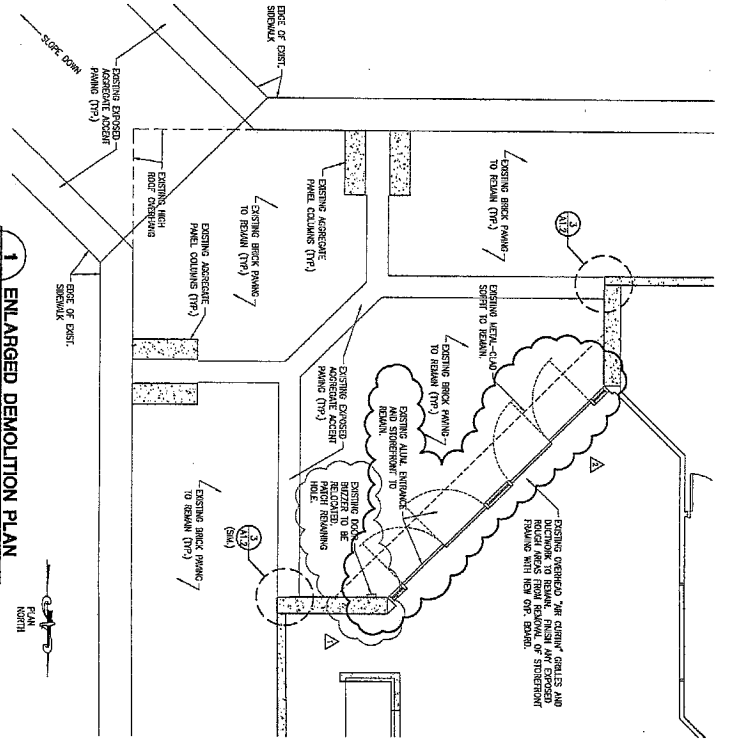 EXISTING OVERHEAD "AIR CURTIN" GRILLES AND
DUCTWORK TO REMAIN. FINISH ANY EXPOSED
ROUGH AREAS FROM REMOVAL OF STOREFRONT
FRAMING WITH NEW GYP. BOARD.
2
3
A1.2
EXISTING BRICK PAVING
TO REMAIN (TYP.)
EXISTING METAL-CLAD
SOFFIT TO REMAIN.
EXISTING BRICK PAVING
TO REMAIN (TYP.)
EXISTING ALUM. ENTRANCE
AND STOREFRONT TO
REMAIN.
EXISTING DOOR
BUZZER TO BE
RELOCATED.
PATCH REMAINING
HOLE.
1
EDGE OF EXIST.
SIDEWALK
EXISTING AGGREGATE
PANEL COLUMNS (TYP.)
EXISTING EXPOSED
AGGREGATE ACCENT
PAVING (TYP.)
3
A1.2
(SIM.)
EXISTING BRICK PAVING
TO REMAIN (TYP.)
EXISTING BRICK PAVING
TO REMAIN (TYP.)
EXISTING HIGH
ROOF OVERHANG
EXISTING AGGREGATE
PANEL COLUMNS (TYP.)
EXISTING EXPOSED
AGGREGATE ACCENT
PAVING (TYP.)
SLOPE DOWN
EDGE OF EXIST.
SIDEWALK
1 ENLARGED DEMOLITION PLAN
PLAN
NORTH